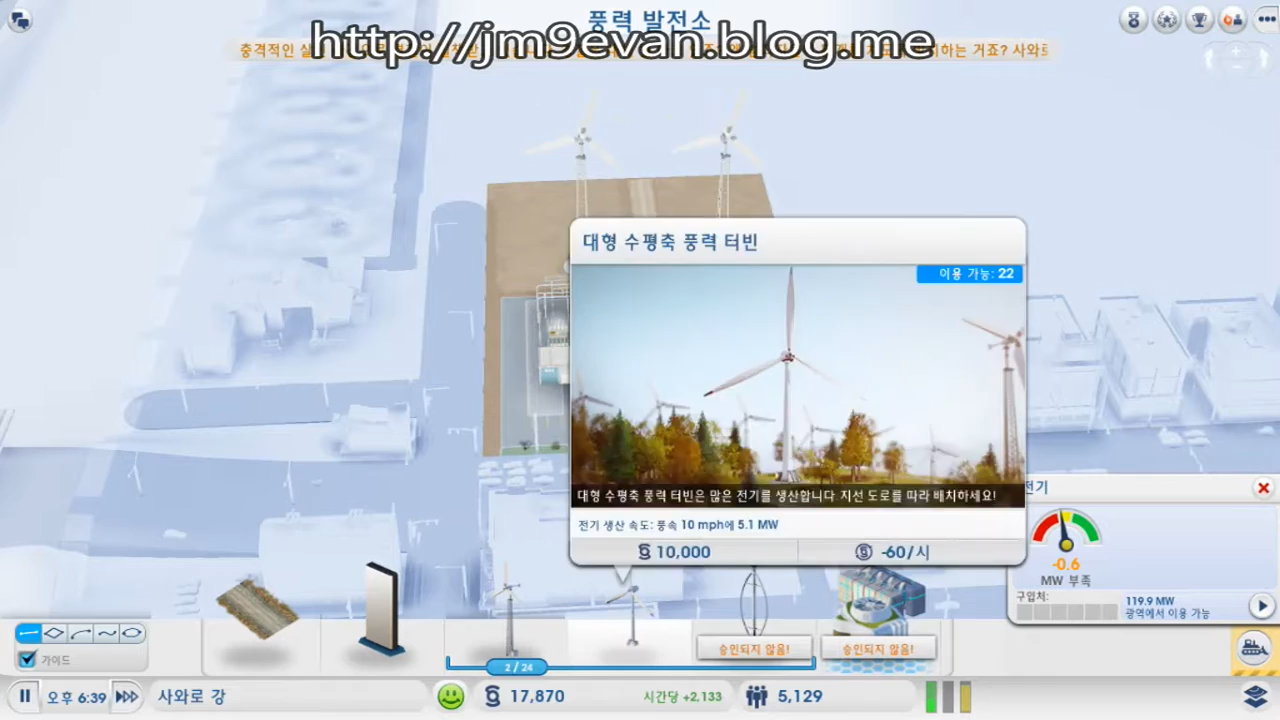 풍력 발전소
충격적인
http://jm9evan.blog.me
하는 거죠? 사와로
대형 수평축 풍력 터빈
이용 가능: 22
대형 수평축 풍력 터빈은 많은 전기를 생산합니다 지선 도로를 따라 배치하세요!
전기 생산 속도: 풍속 10 mph에 5.1 MW
10,000
-60/시
전기
-0.6
MW 부족
구입처:
119.9 MW
광역에서 이용 가능
가이드
승인되지 않음!
승인되지 않음!
2 / 24
오후 6:39
사와로 강
17,870
시간당 +2,133
5,129